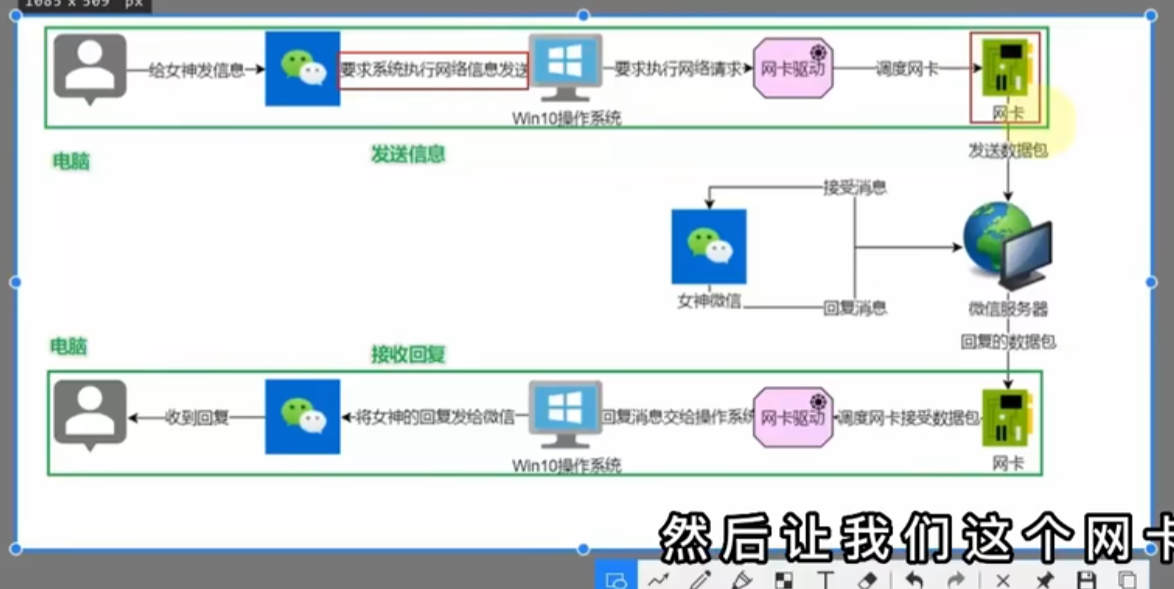 1085 x 509 px
给女神发信息
要求系统执行网络信息发送
要求执行网络请求
网卡驱动
调度网卡
Win10操作系统
网卡
电脑
发送信息
发送数据包
接受消息
女神微信
回复消息
微信服务器
回复的数据包
电脑
接收回复
收到回复
将女神的回复发给微信
回复消息交给操作系统
网卡驱动
调度网卡接受数据包
Win10操作系统
网卡
然后让我们这个网卡
T